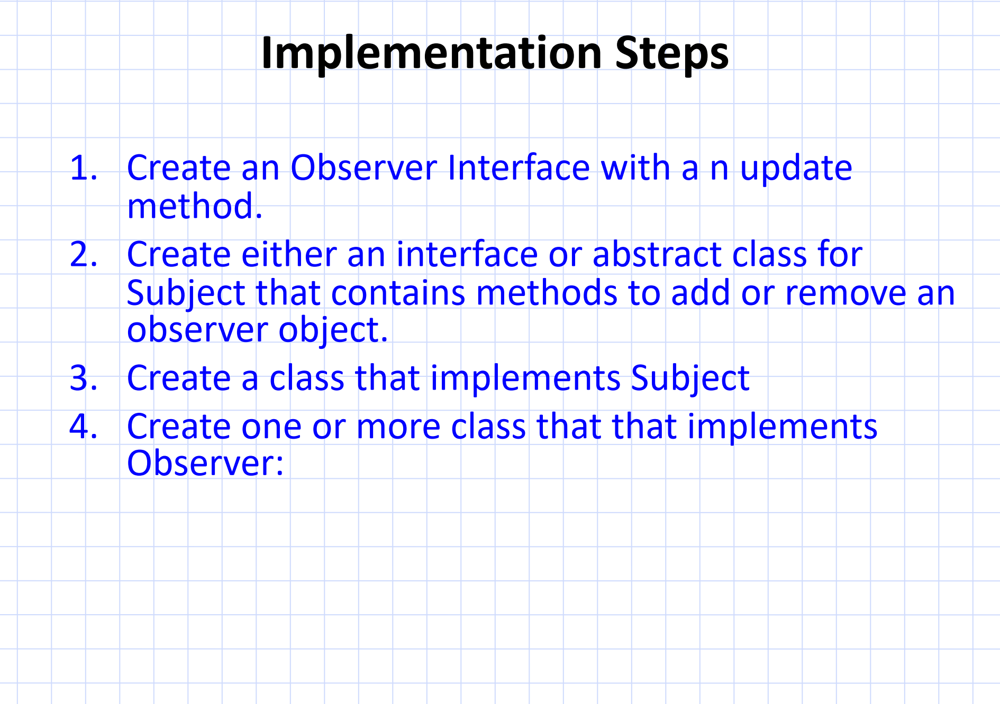 Implementation Steps
1. Create an Observer Interface with a n update
method.
2. Create either an interface or abstract class for
Subject that contains methods to add or remove an
observer object.
3. Create a class that implements Subject
4. Create one or more class that that implements
Observer: